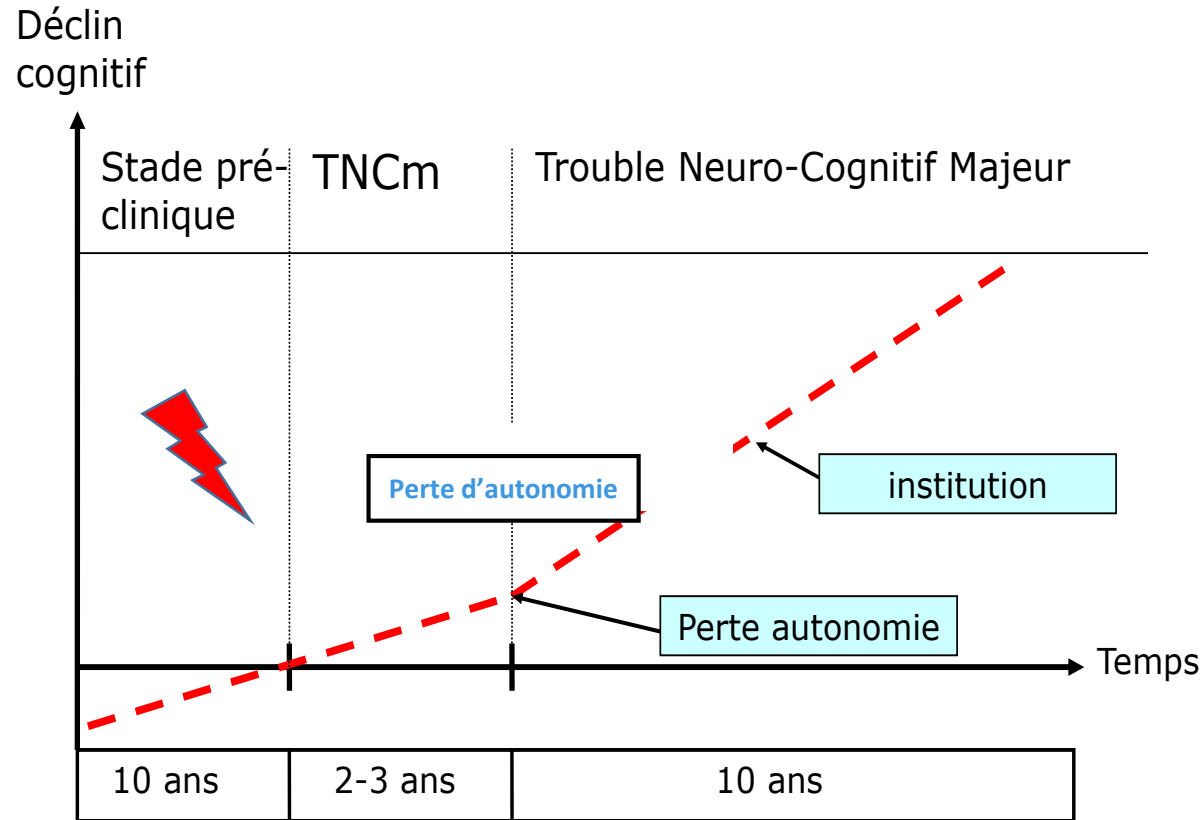 Déclin
cognitif
Stade pré-
clinique
TNCm
Trouble Neuro-Cognitif Majeur
Perte d'autonomie
institution
Perte autonomie
Temps
10 ans
2-3 ans
10 ans